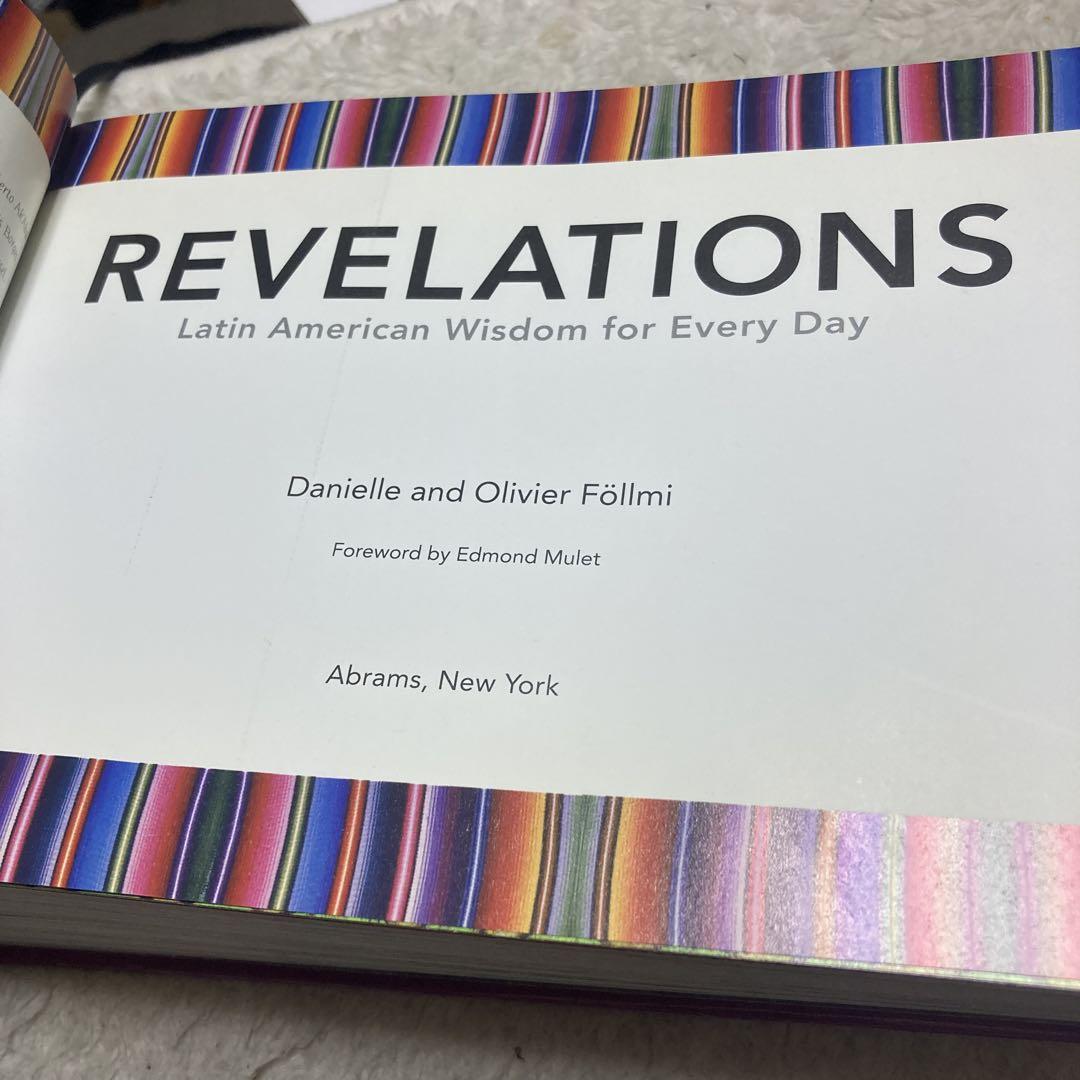 REVELATIONS
Latin American Wisdom for Every Day
Danielle and Olivier Föllmi
Foreword by Edmond Mulet
Abrams, New York